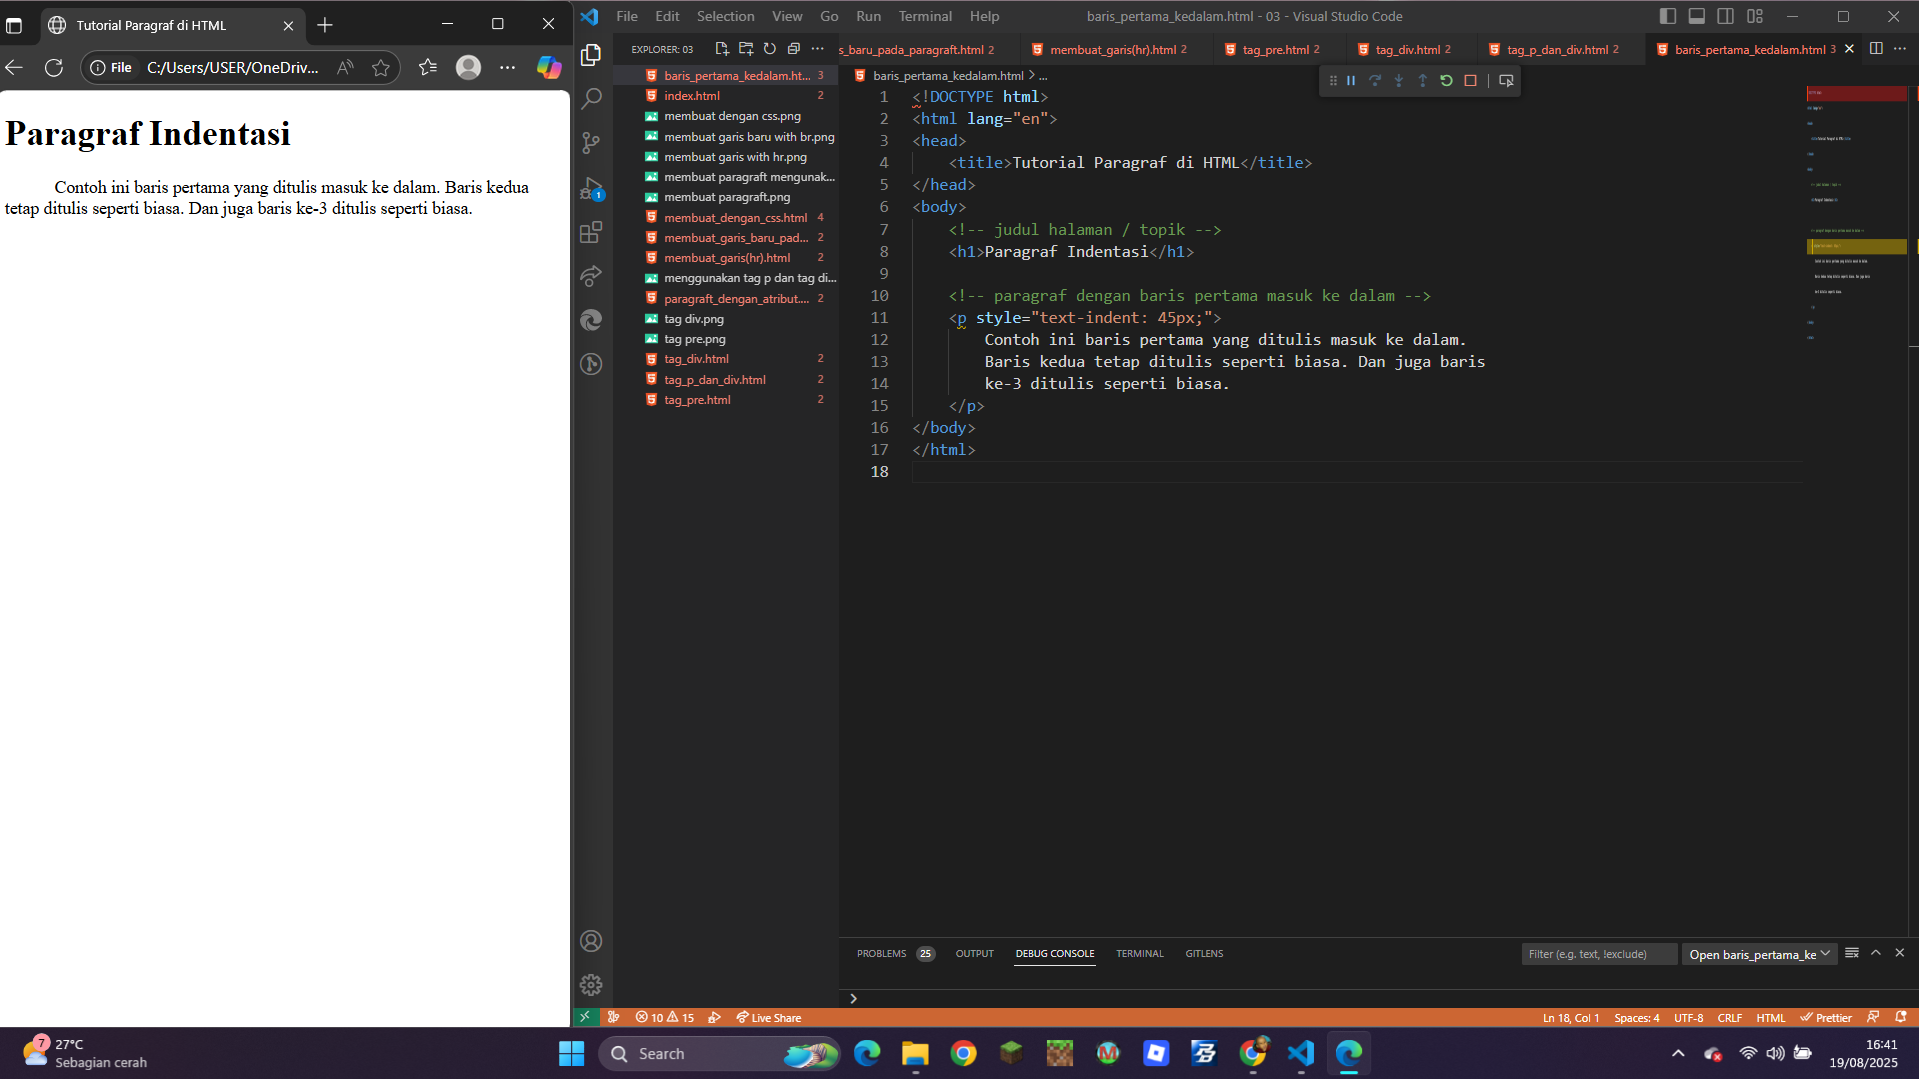 Tutorial Paragraf di HTML
File
C:/Users/USER/OneDriv...
Paragraf Indentasi
Contoh ini baris pertama yang ditulis masuk ke dalam. Baris kedua
tetap ditulis seperti biasa. Dan juga baris ke-3 ditulis seperti biasa.
File Edit Selection View Go Run Terminal Help
baris_pertama_kedalam.html - 03 - Visual Studio Code
EXPLORER: 03
s_baru_pada_paragraft.html 2
membuat_garis(hr).html 2
tag_pre.html 2
tag_div.html 2
tag_p_dan_div.html 2
baris_pertama_kedalam.html 3
baris_pertama_kedalam.ht... 3
index.html 2
membuat dengan css.png
membuat garis baru with br.png
membuat garis with hr.png
membuat paragraft mengunak...
membuat paragraft.png
membuat_dengan_css.html 4
membuat_garis_baru_pad... 2
membuat_garis(hr).html 2
menggunakan tag p dan tag di...
paragraft_dengan_atribut.... 2
tag div.png
tag pre.png
tag_div.html 2
tag_p_dan_div.html 2
tag_pre.html 2
1
baris_pertama_kedalam.html > ...
1 <!DOCTYPE html>
2 <html lang="en">
3 <head>
4 <title>Tutorial Paragraf di HTML</title>
5 </head>
6 <body>
7 <!-- judul halaman / topik -->
8 <h1>Paragraf Indentasi</h1>
9
10 <!-- paragraf dengan baris pertama masuk ke dalam -->
11 <p style="text-indent: 45px;">
12 Contoh ini baris pertama yang ditulis masuk ke dalam.
13 Baris kedua tetap ditulis seperti biasa. Dan juga baris
14 ke-3 ditulis seperti biasa.
15 </p>
16 </body>
17 </html>
18
PROBLEMS 25 OUTPUT DEBUG CONSOLE TERMINAL GITLENS
Filter (e.g. text, !exclude)
Open baris_pertama_ke
10 15 Live Share
Ln 18, Col 1 Spaces: 4 UTF-8 CRLF HTML Prettier
7
27°C
Sebagian cerah
Search
16:41
19/08/2025